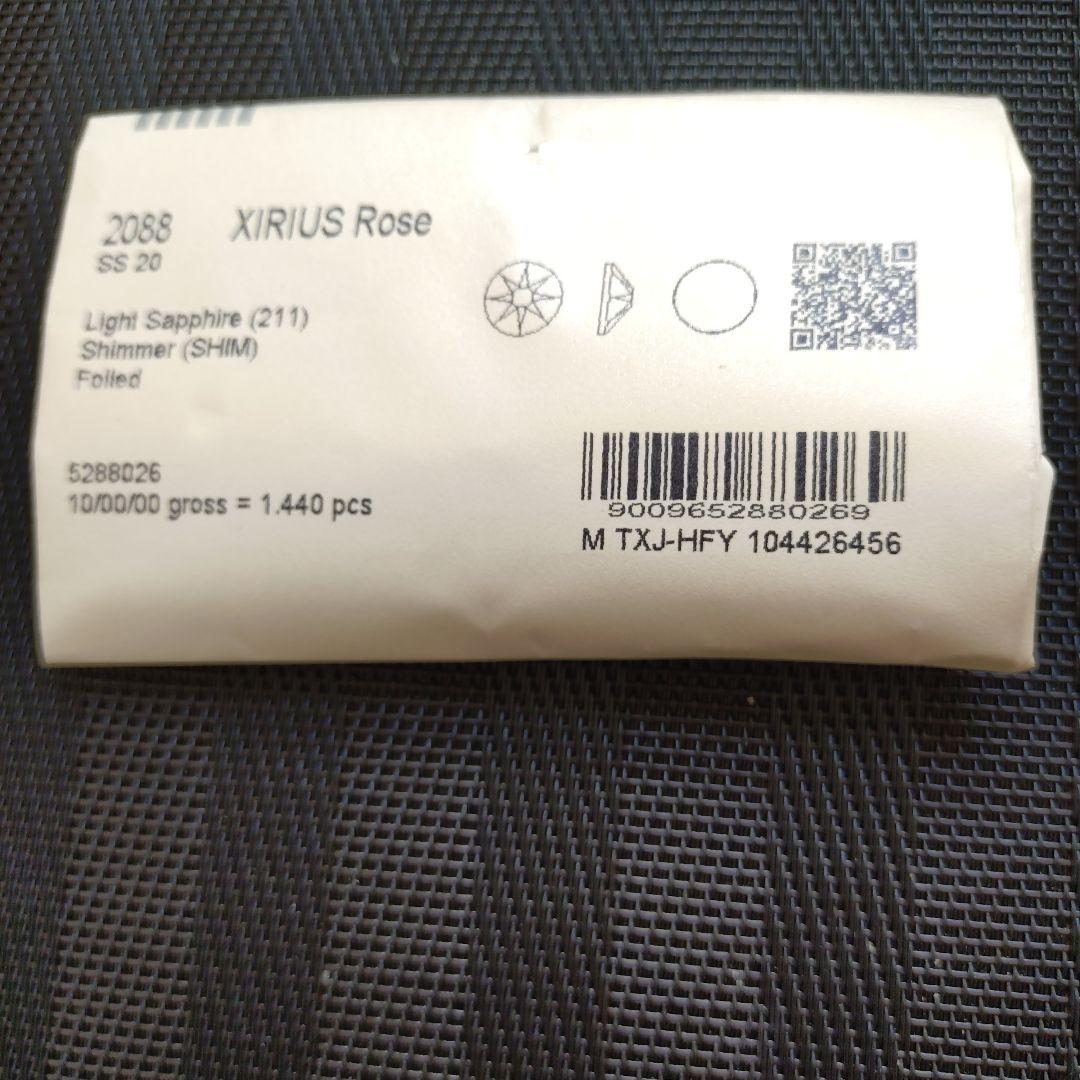 2088 XIRIUS Rose
SS 20
Light Sapphire (211)
Shimmer (SHIM)
Foiled
5288026
10/00/00 gross = 1.440 pcs
9009652880269
M TXJ-HFY 104426456